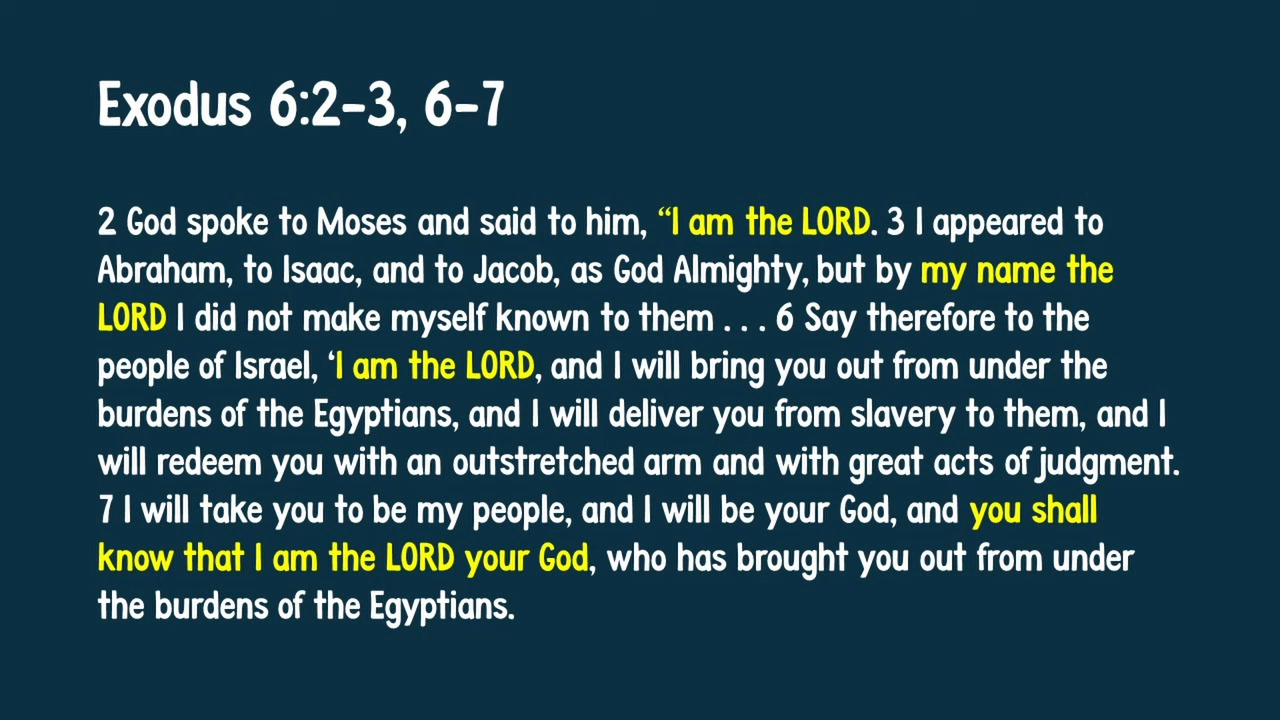 Exodus 6:2–3, 6–7
2 God spoke to Moses and said to him, “I am the LORD. 3 I appeared to
Abraham, to Isaac, and to Jacob, as God Almighty, but by my name the
LORD I did not make myself known to them . . . 6 Say therefore to the
people of Israel, ‘I am the LORD, and I will bring you out from under the
burdens of the Egyptians, and I will deliver you from slavery to them, and I
will redeem you with an outstretched arm and with great acts of judgment.
7 I will take you to be my people, and I will be your God, and you shall
know that I am the LORD your God, who has brought you out from under
the burdens of the Egyptians.